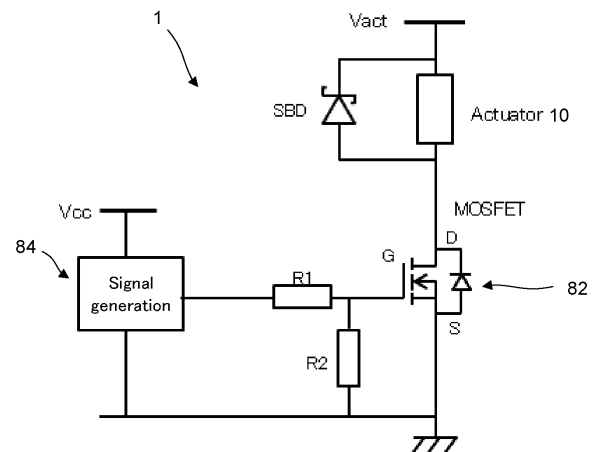 1
Vact
SBD
Actuator 10
MOSFET
Vcc
D
84
G
Signal
generation
R1
82
S
R2